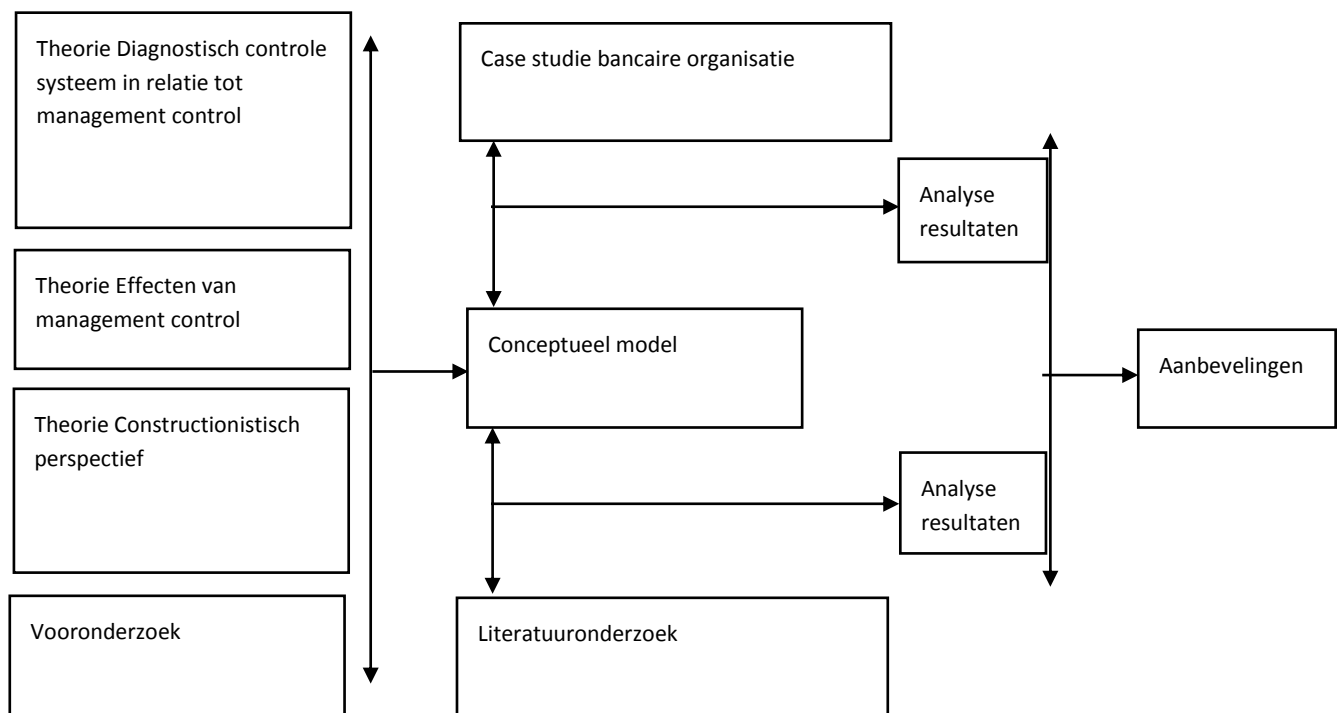 Theorie Diagnostisch controle
systeem in relatie tot
management control
Theorie Effecten van
management control
Theorie Constructionistisch
perspectief
Vooronderzoek
Case studie bancaire organisatie
Conceptueel model
Literatuuronderzoek
Analyse
resultaten
Analyse
resultaten
Aanbevelingen